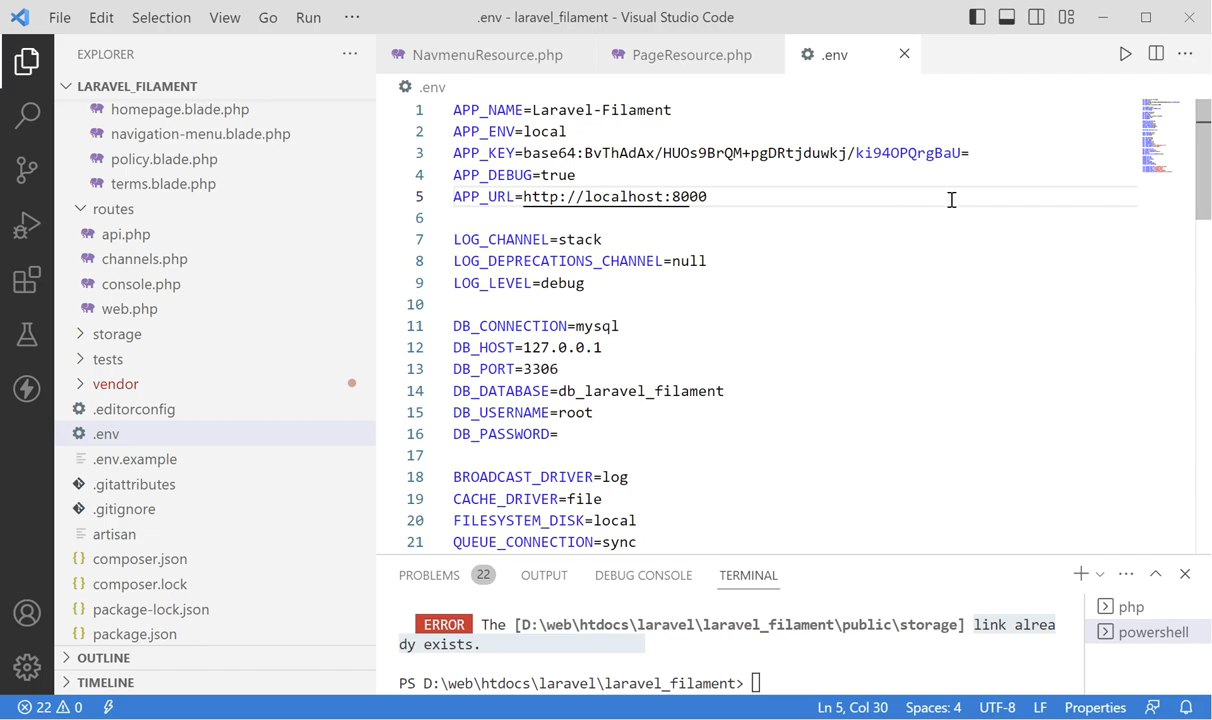 File Edit Selection View Go Run ··· .env - laravel_filament - Visual Studio Code
EXPLORER ···
LARAVEL_FILAMENT
homepage.blade.php
navigation-menu.blade.php
policy.blade.php
terms.blade.php
routes
api.php
channels.php
console.php
web.php
storage
tests
vendor
.editorconfig
.env
.env.example
.gitattributes
.gitignore
artisan
composer.json
composer.lock
package-lock.json
package.json
OUTLINE
TIMELINE
NavmenuResource.php PageResource.php .env
.env
1 APP_NAME=Laravel-Filament
2 APP_ENV=local
3 APP_KEY=base64:BvThAdAx/HUOs9BrQM+pgDRtjduwkj/ki94OPQrgBaU=
4 APP_DEBUG=true
5 APP_URL=http://localhost:8000
6
7 LOG_CHANNEL=stack
8 LOG_DEPRECATIONS_CHANNEL=null
9 LOG_LEVEL=debug
10
11 DB_CONNECTION=mysql
12 DB_HOST=127.0.0.1
13 DB_PORT=3306
14 DB_DATABASE=db_laravel_filament
15 DB_USERNAME=root
16 DB_PASSWORD=
17
18 BROADCAST_DRIVER=log
19 CACHE_DRIVER=file
20 FILESYSTEM_DISK=local
21 QUEUE_CONNECTION=sync
PROBLEMS 22 OUTPUT DEBUG CONSOLE TERMINAL
ERROR The [D:\web\htdocs\laravel\laravel_filament\public\storage] link alrea
dy exists.
PS D:\web\htdocs\laravel\laravel_filament>
php
powershell
22 0 Ln 5, Col 30 Spaces: 4 UTF-8 LF Properties